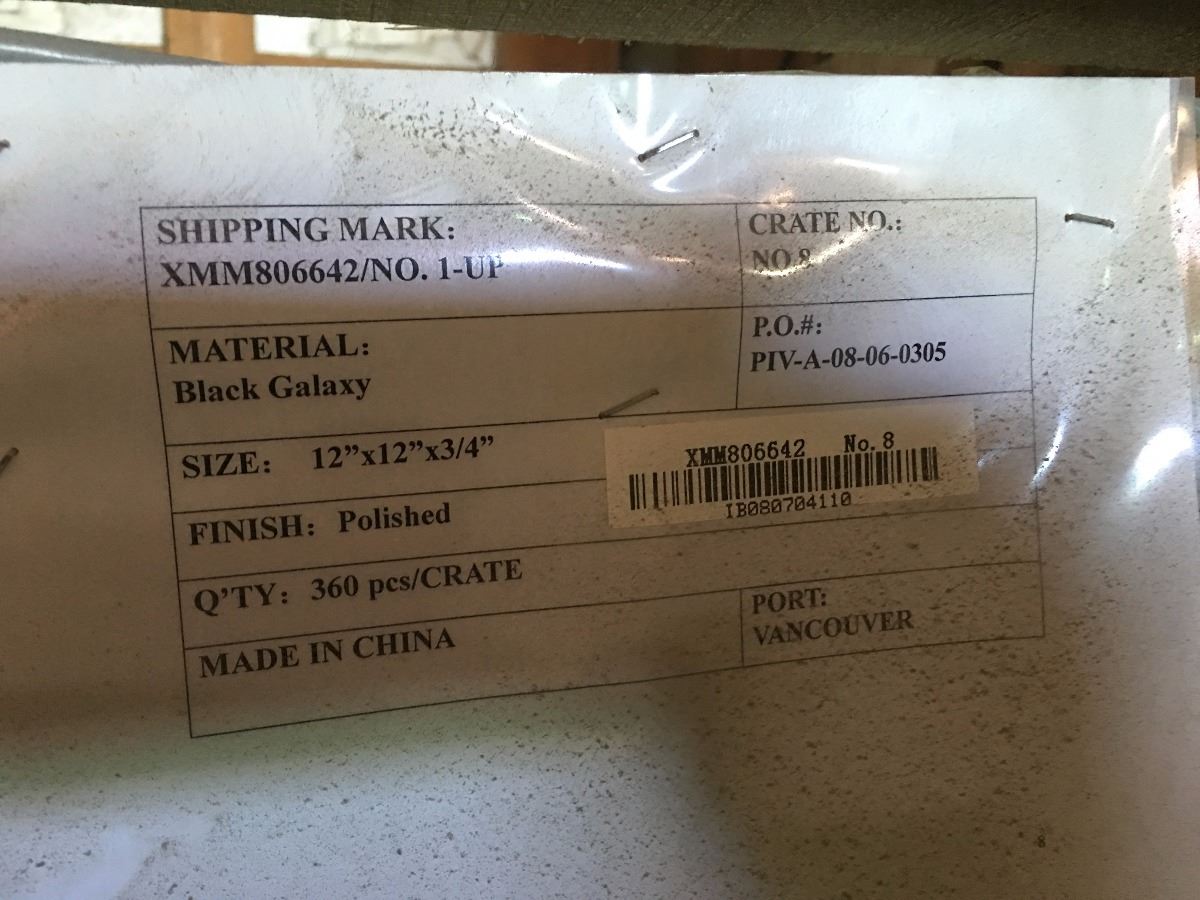 SHIPPING MARK:
XMM806642/NO. 1-UP
CRATE NO.:
NO.8
MATERIAL:
Black Galaxy
P.O.#:
PIV-A-08-06-0305
SIZE: 12”x12”x3/4”
XMM806642 No.8
IB080704110
FINISH: Polished
Q’TY: 360 pcs/CRATE
MADE IN CHINA
PORT:
VANCOUVER
8